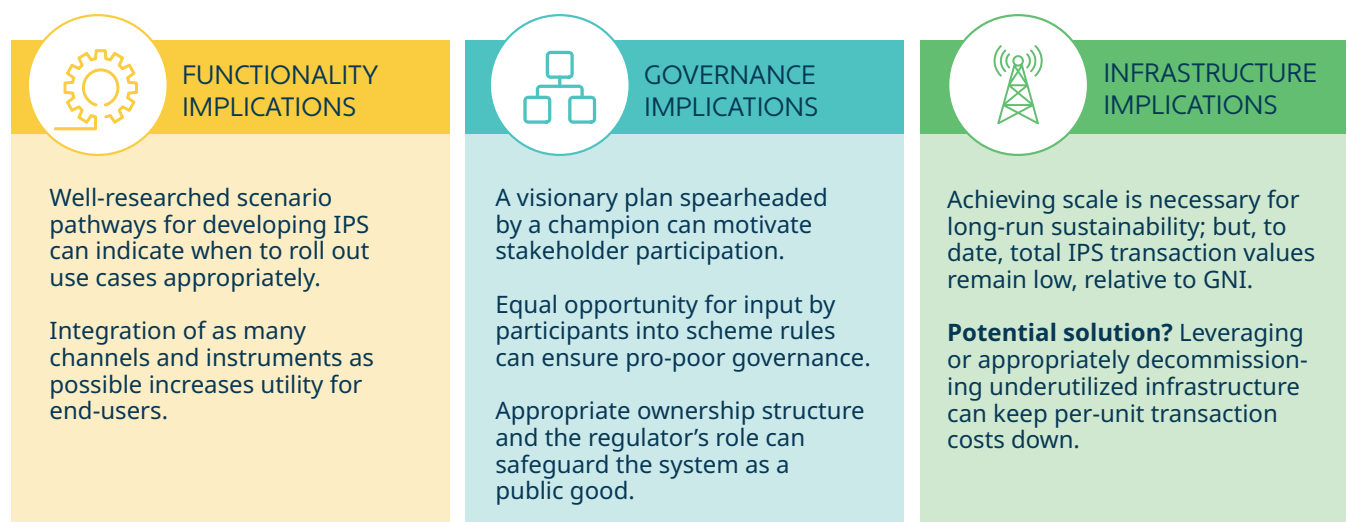 FUNCTIONALITY
IMPLICATIONS
Well-researched scenario
pathways for developing IPS
can indicate when to roll out
use cases appropriately.
Integration of as many
channels and instruments as
possible increases utility for
end-users.
GOVERNANCE
IMPLICATIONS
A visionary plan spearheaded
by a champion can motivate
stakeholder participation.
Equal opportunity for input by
participants into scheme rules
can ensure pro-poor governance.
Appropriate ownership structure
and the regulator’s role can
safeguard the system as a
public good.
INFRASTRUCTURE
IMPLICATIONS
Achieving scale is necessary for
long-run sustainability; but, to
date, total IPS transaction values
remain low, relative to GNI.
Potential solution? Leveraging
or appropriately decommission-
ing underutilized infrastructure
can keep per-unit transaction
costs down.